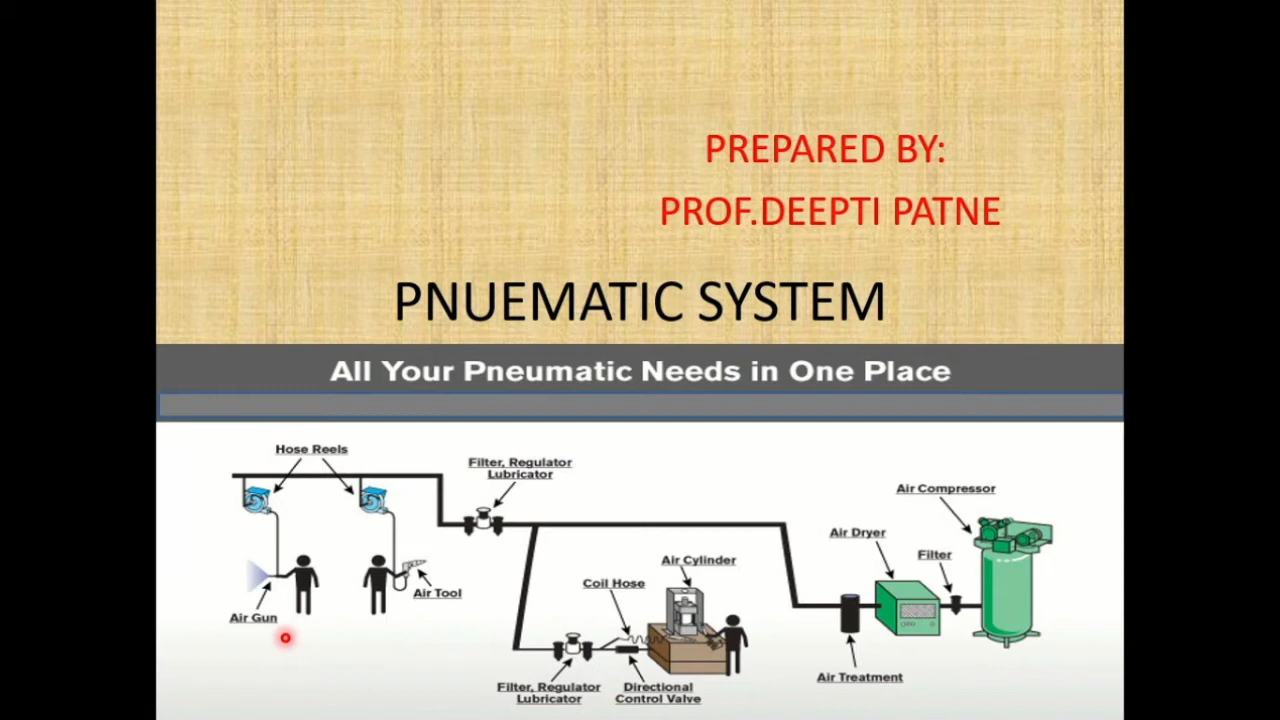 PREPARED BY:
PROF.DEEPTI PATNE
PNUEMATIC SYSTEM
All Your Pneumatic Needs in One Place
Hose Reels
Filter, Regulator
Lubricator
Air Compressor
Air Dryer
Filter
Air Cylinder
Coil Hose
Air Tool
Air Gun
Air Treatment
Filter, Regulator
Lubricator
Directional
Control Valve